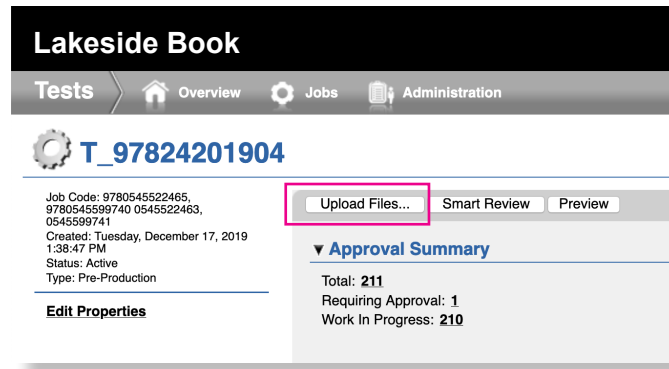 Lakeside Book
Tests Overview Jobs Administration
T_97824201904
Job Code: 9780545522465,
9780545599740 0545522463,
0545599741
Created: Tuesday, December 17, 2019
1:38:47 PM
Status: Active
Type: Pre-Production
Edit Properties
Upload Files... Smart Review Preview
▼ Approval Summary
Total: 211
Requiring Approval: 1
Work In Progress: 210